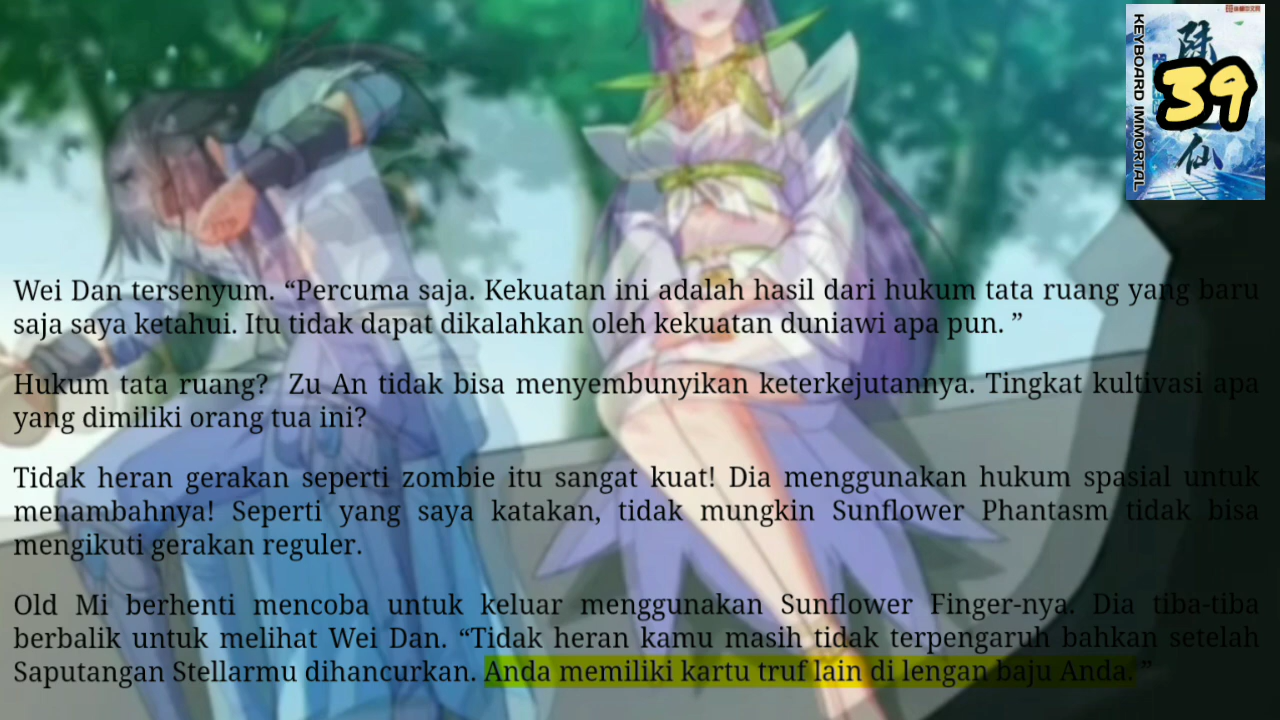 KEYBOARD IMMORTAL
39
仙
Wei Dan tersenyum. “Percuma saja. Kekuatan ini adalah hasil dari hukum tata ruang yang baru
saja saya ketahui. Itu tidak dapat dikalahkan oleh kekuatan duniawi apa pun. ”
Hukum tata ruang? Zu An tidak bisa menyembunyikan keterkejutannya. Tingkat kultivasi apa
yang dimiliki orang tua ini?
Tidak heran gerakan seperti zombie itu sangat kuat! Dia menggunakan hukum spasial untuk
menambahnya! Seperti yang saya katakan, tidak mungkin Sunflower Phantasm tidak bisa
mengikuti gerakan reguler.
Old Mi berhenti mencoba untuk keluar menggunakan Sunflower Finger-nya. Dia tiba-tiba
berbalik untuk melihat Wei Dan. “Tidak heran kamu masih tidak terpengaruh bahkan setelah
Saputangan Stellarmu dihancurkan. Anda memiliki kartu truf lain di lengan baju Anda. ”